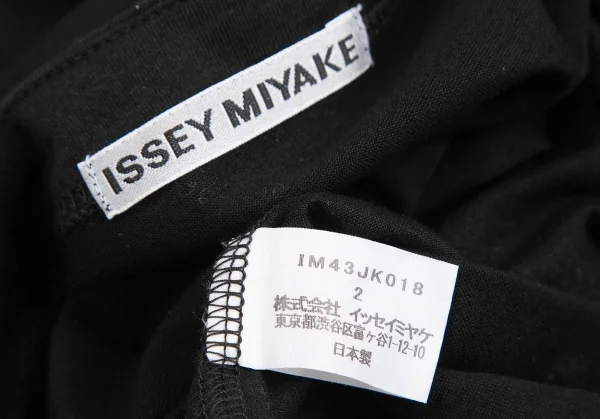 ISSEY MIYAKE
IM43JK018
2
株式会社 イッセイミヤケ
東京都渋谷区富ヶ谷1-12-10
日本製